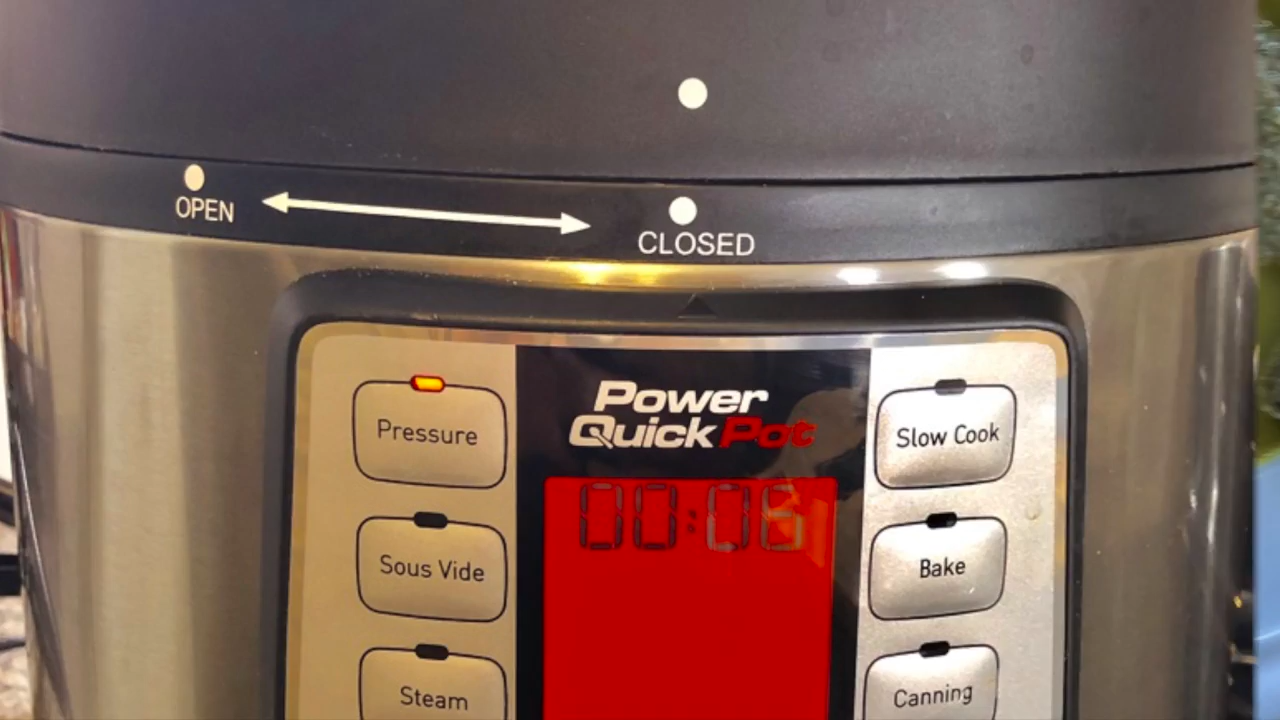 OPEN
CLOSED
Power
QuickPot
Pressure
Slow Cook
00:06
Sous Vide
Bake
Steam
Canning